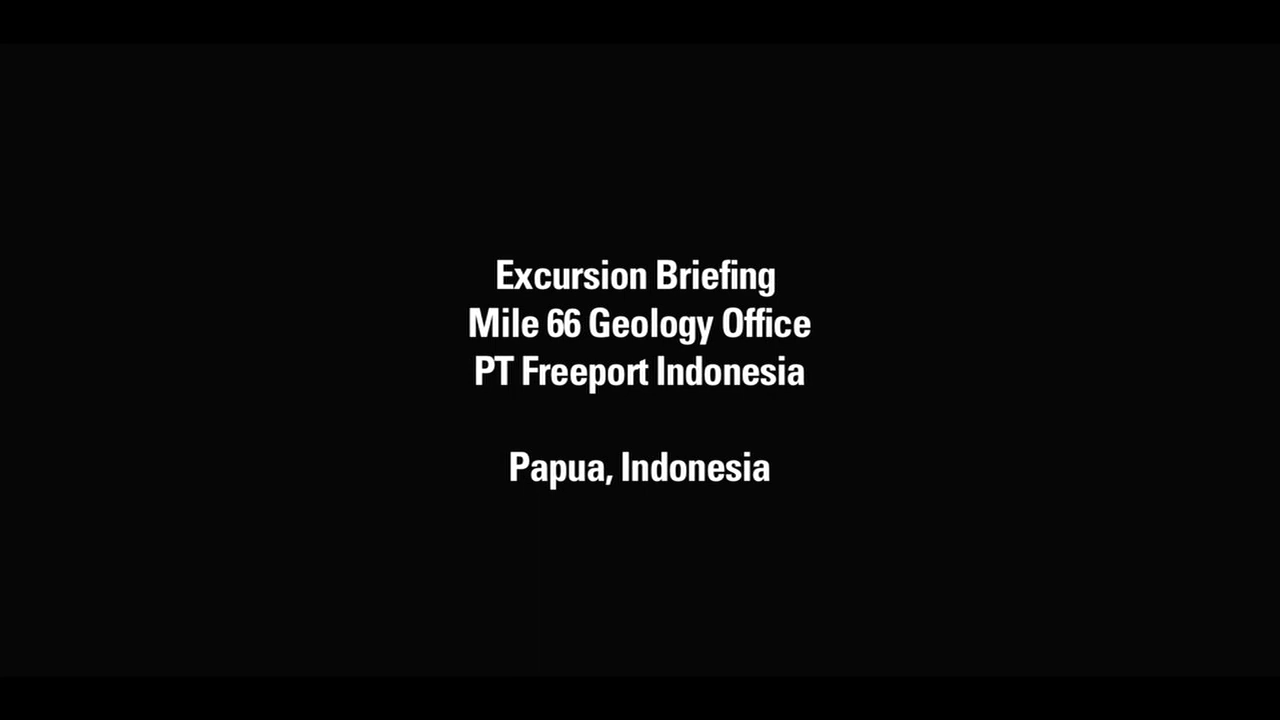 Excursion Briefing
Mile 66 Geology Office
PT Freeport Indonesia
Papua, Indonesia